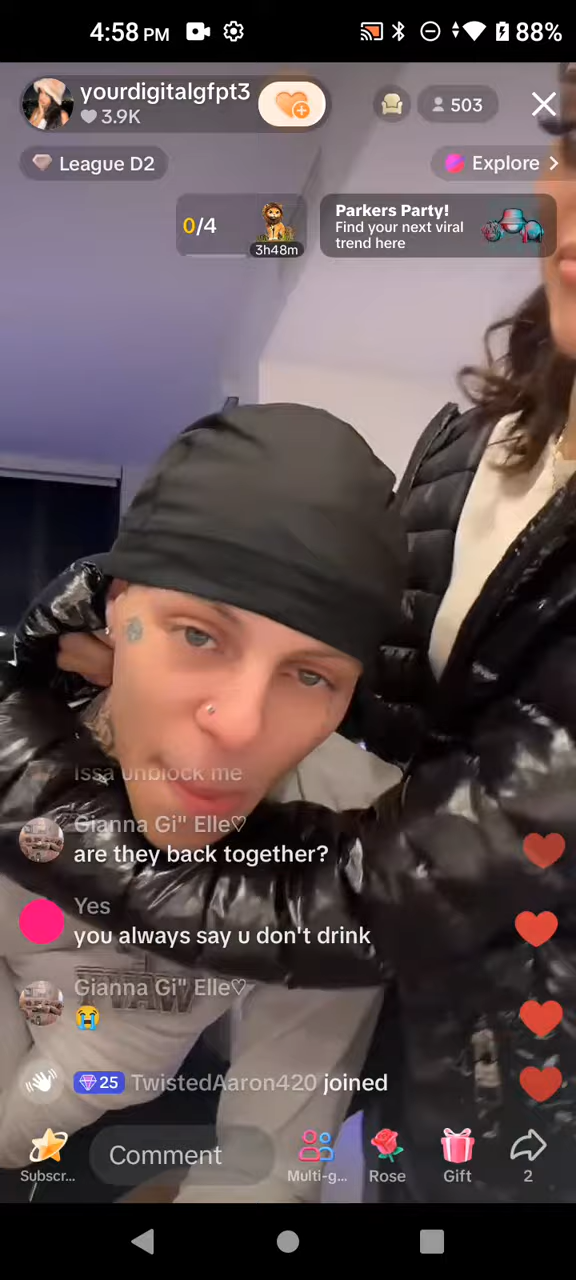 4:58 PM
88%
yourdigitalgfpt3
3.9K
503
League D2
Explore
0/4
3h48m
Parkers Party!
Find your next viral
trend here
Issa unblock me
Gianna Gi" Elle♡
are they back together?
Yes
you always say u don't drink
Gianna Gi" Elle♡
😭
25 TwistedAaron420 joined
Subscr...
Comment
Multi-g...
Rose
Gift
2